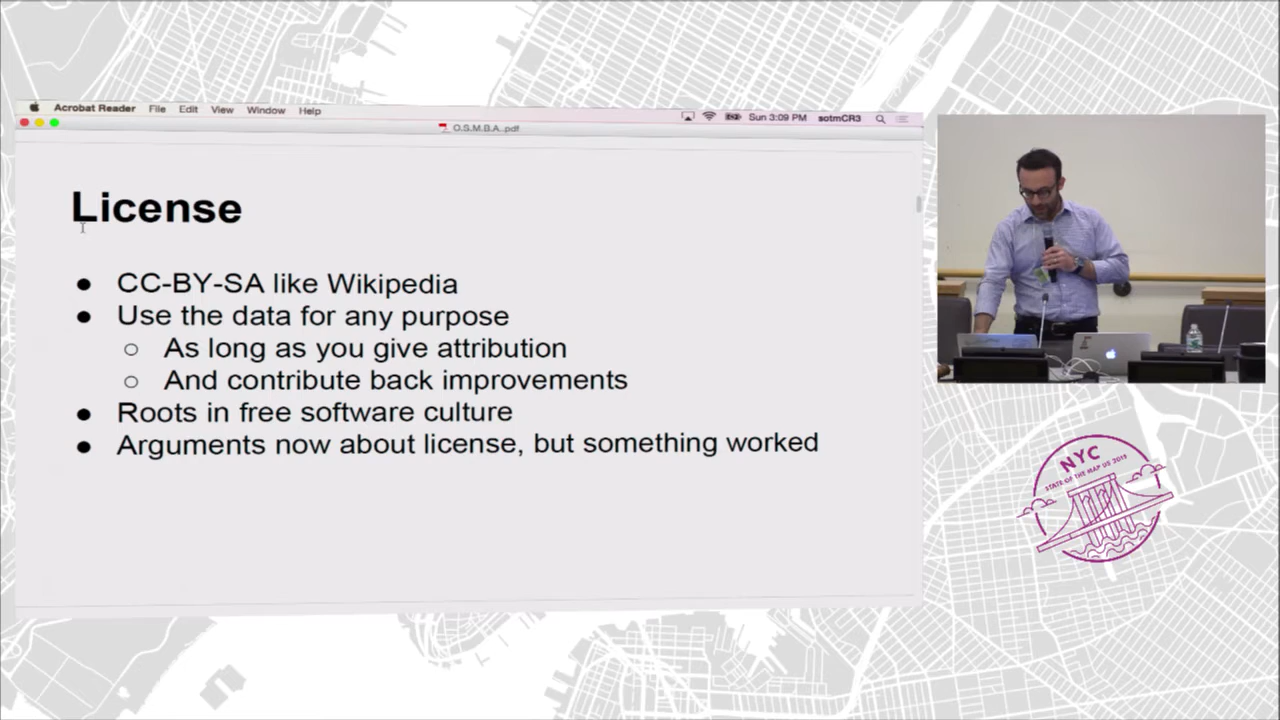 Acrobat Reader File Edit View Window Help
Sun 3:09 PM sotmCR3
O.S.M.B.A..pdf
License
● CC-BY-SA like Wikipedia
● Use the data for any purpose
○ As long as you give attribution
○ And contribute back improvements
● Roots in free software culture
● Arguments now about license, but something worked
NYC
STATE OF THE MAP US 2015